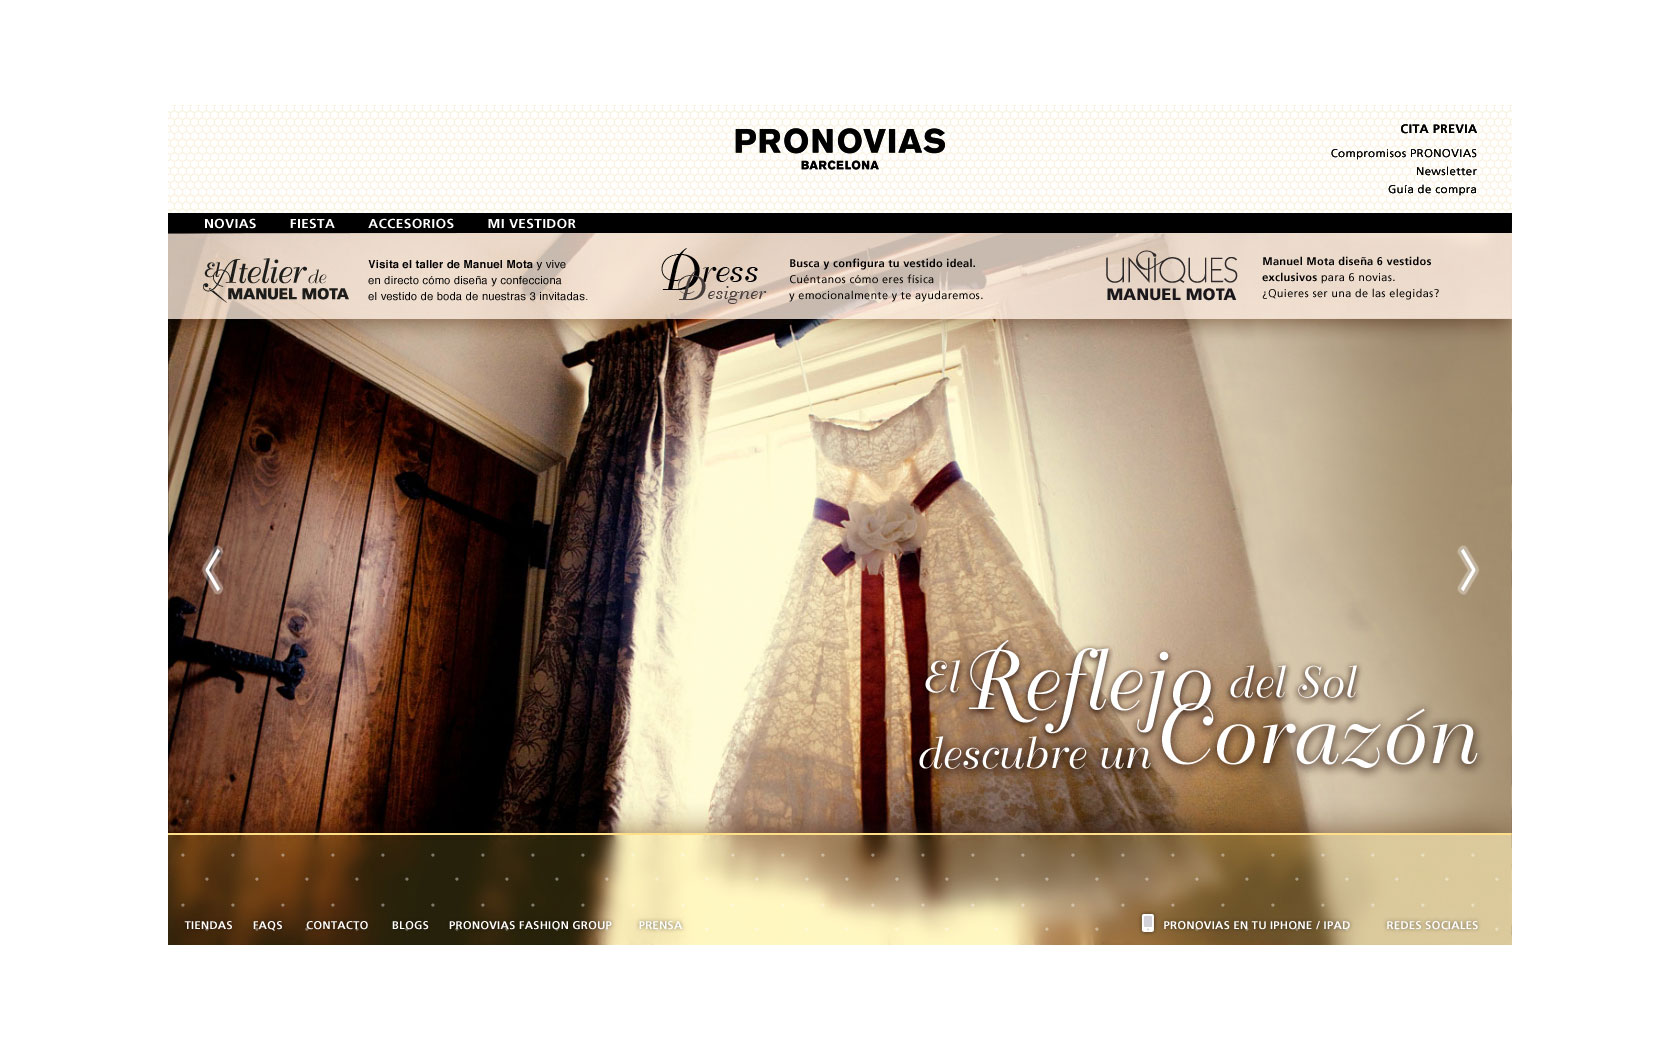 PRONOVIAS
BARCELONA
CITA PREVIA
Compromisos PRONOVIAS
Newsletter
Guía de compra
NOVIAS FIESTA ACCESORIOS MI VESTIDOR
El Atelier de
MANUEL MOTA
Visita el taller de Manuel Mota y vive
en directo cómo diseña y confecciona
el vestido de boda de nuestras 3 invitadas.
Dress
Designer
Busca y configura tu vestido ideal.
Cuéntanos cómo eres física
y emocionalmente y te ayudaremos.
UNIQUES
MANUEL MOTA
Manuel Mota diseña 6 vestidos
exclusivos para 6 novias.
¿Quieres ser una de las elegidas?
El Reflejo del Sol
descubre un Corazón
TIENDAS FAQS CONTACTO BLOGS PRONOVIAS FASHION GROUP PRENSA
PRONOVIAS EN TU IPHONE / IPAD REDES SOCIALES